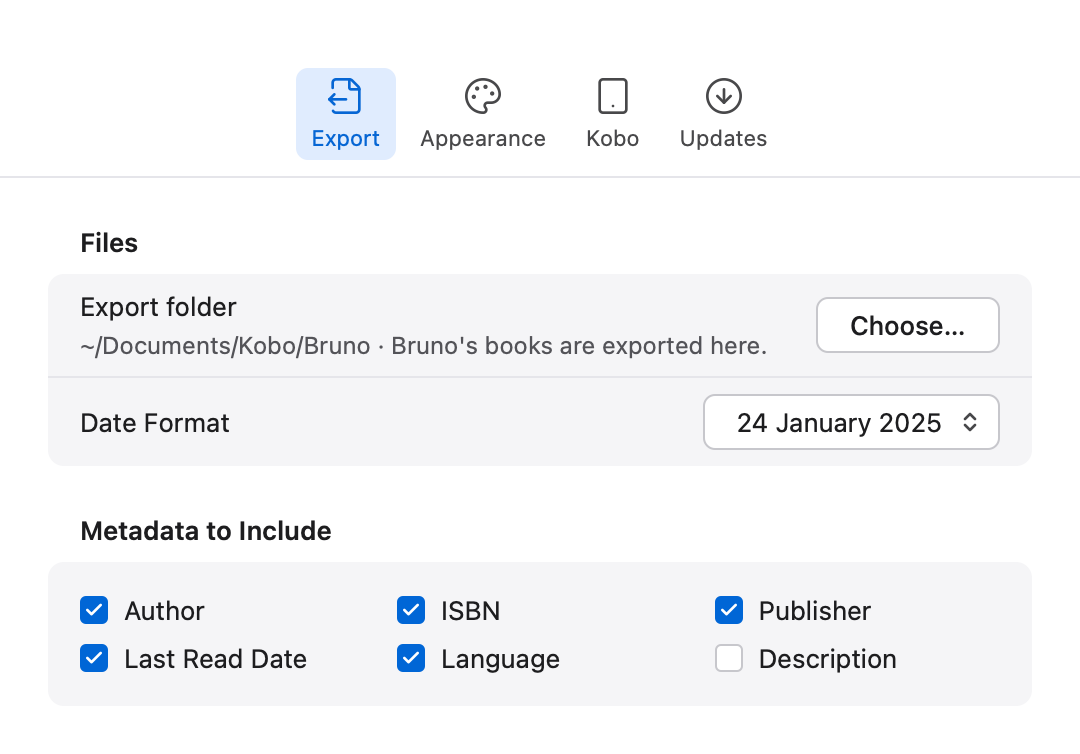 Export
Appearance
Kobo
Updates
Files
Export folder
~/Documents/Kobo/Bruno · Bruno's books are exported here.
Choose...
Date Format
24 January 2025
Metadata to Include
Author
ISBN
Publisher
Last Read Date
Language
Description